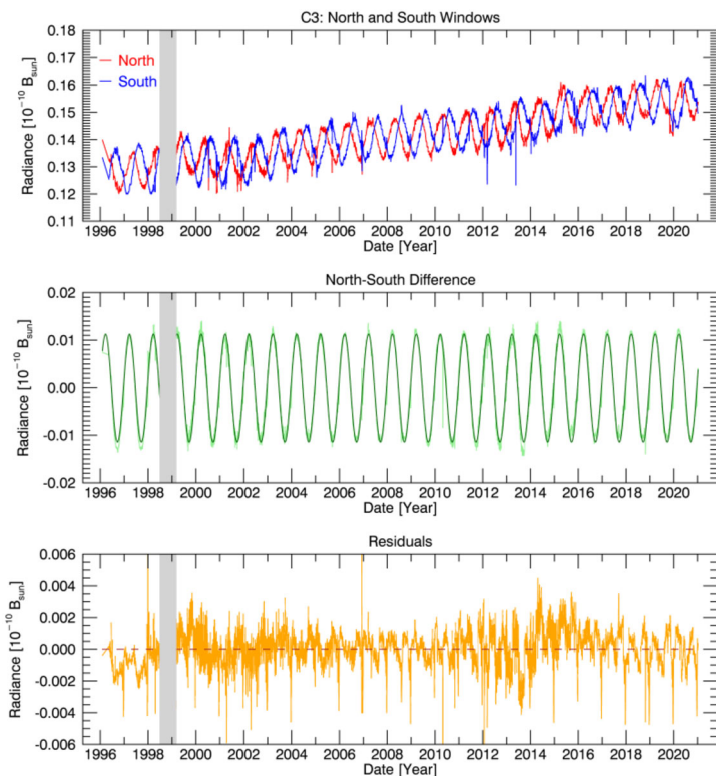 C3: North and South Windows
0.18
0.17
0.16
0.15
0.14
0.13
0.12
0.11
Radiance [10⁻¹⁰ Bsun]
North
South
1996 1998 2000 2002 2004 2006 2008 2010 2012 2014 2016 2018 2020
Date [Year]
North-South Difference
0.02
0.01
0.00
-0.01
-0.02
Radiance [10⁻¹⁰ Bsun]
1996 1998 2000 2002 2004 2006 2008 2010 2012 2014 2016 2018 2020
Date [Year]
Residuals
0.006
0.004
0.002
0.000
-0.002
-0.004
-0.006
Radiance [10⁻¹⁰ Bsun]
1996 1998 2000 2002 2004 2006 2008 2010 2012 2014 2016 2018 2020
Date [Year]